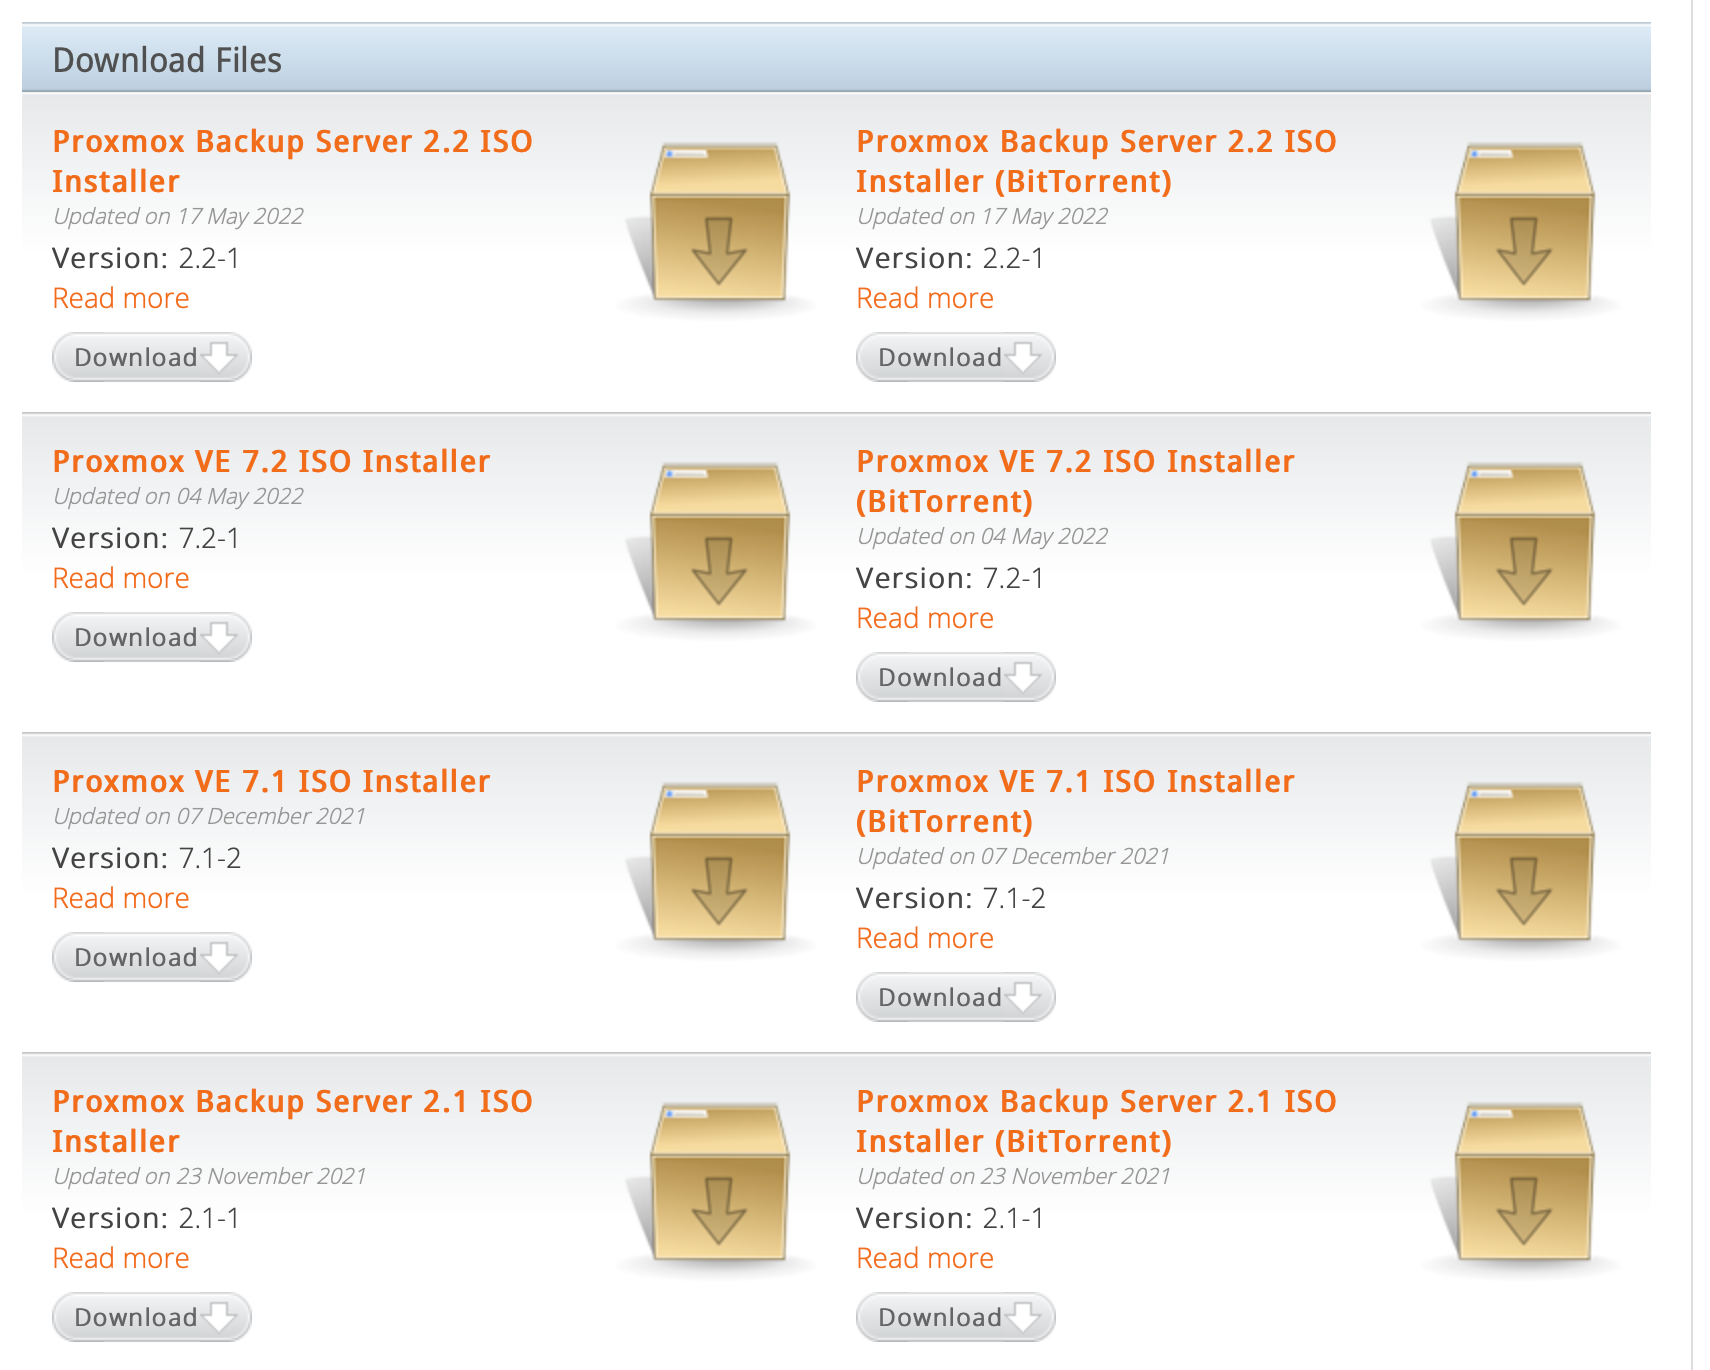 Download Files
Proxmox Backup Server 2.2 ISO
Installer
Updated on 17 May 2022
Version: 2.2-1
Read more
Download
Proxmox Backup Server 2.2 ISO
Installer (BitTorrent)
Updated on 17 May 2022
Version: 2.2-1
Read more
Download
Proxmox VE 7.2 ISO Installer
Updated on 04 May 2022
Version: 7.2-1
Read more
Download
Proxmox VE 7.2 ISO Installer
(BitTorrent)
Updated on 04 May 2022
Version: 7.2-1
Read more
Download
Proxmox VE 7.1 ISO Installer
Updated on 07 December 2021
Version: 7.1-2
Read more
Download
Proxmox VE 7.1 ISO Installer
(BitTorrent)
Updated on 07 December 2021
Version: 7.1-2
Read more
Download
Proxmox Backup Server 2.1 ISO
Installer
Updated on 23 November 2021
Version: 2.1-1
Read more
Download
Proxmox Backup Server 2.1 ISO
Installer (BitTorrent)
Updated on 23 November 2021
Version: 2.1-1
Read more
Download